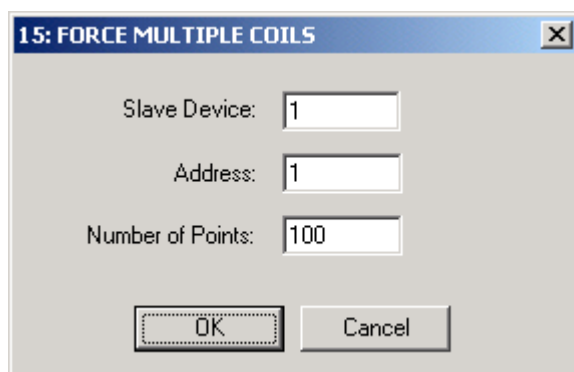 15: FORCE MULTIPLE COILS
Slave Device: 1
Address: 1
Number of Points: 100
OK Cancel